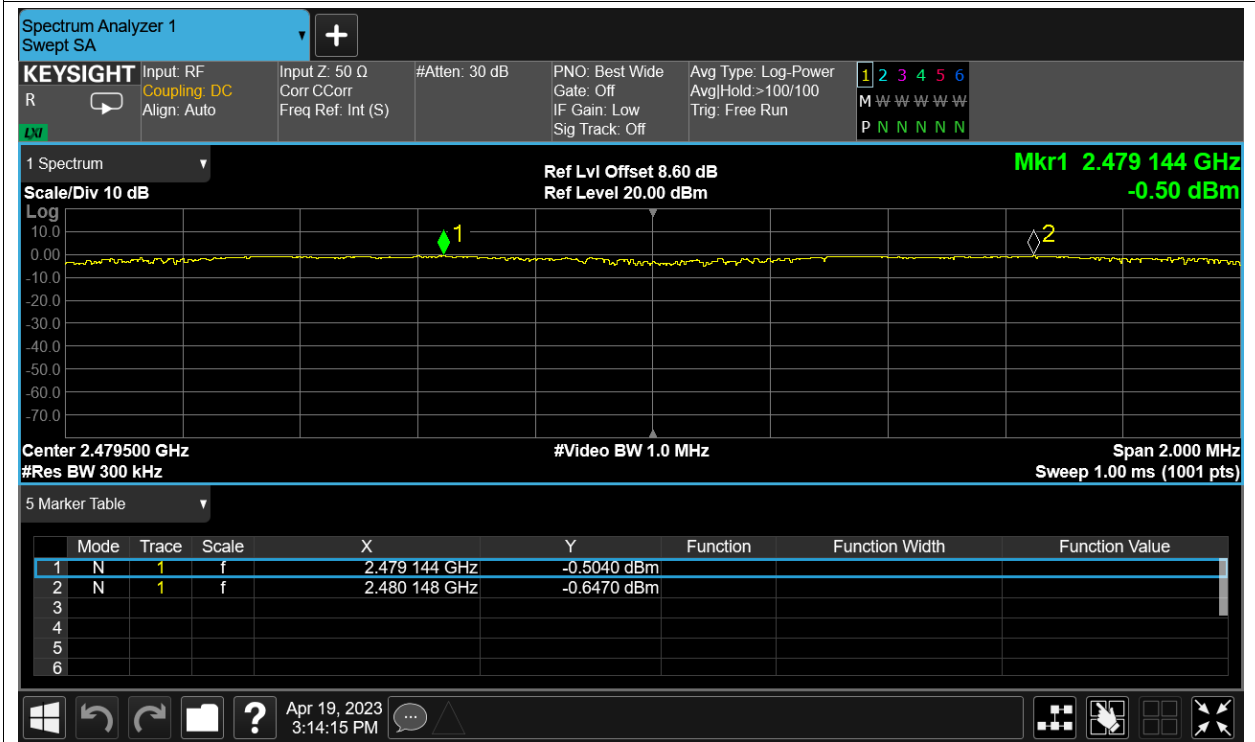 Spectrum Analyzer 1
Swept SA
+
KEYSIGHT
R
LXI
Input: RF
Coupling: DC
Align: Auto
Input Z: 50 Ω
Corr CCorr
Freq Ref: Int (S)
#Atten: 30 dB
PNO: Best Wide
Gate: Off
IF Gain: Low
Sig Track: Off
Avg Type: Log-Power
Avg|Hold:>100/100
Trig: Free Run
1 2 3 4 5 6
M W W W W W
P N N N N N
1 Spectrum
Scale/Div 10 dB
Ref Lvl Offset 8.60 dB
Ref Level 20.00 dBm
Mkr1 2.479 144 GHz
-0.50 dBm
Log
10.0
0.00
-10.0
-20.0
-30.0
-40.0
-50.0
-60.0
-70.0
1
2
Center 2.479500 GHz
#Res BW 300 kHz
#Video BW 1.0 MHz
Span 2.000 MHz
Sweep 1.00 ms (1001 pts)
5 Marker Table
Mode Trace Scale X Y Function Function Width Function Value
1 N 1 f 2.479 144 GHz -0.5040 dBm
2 N 1 f 2.480 148 GHz -0.6470 dBm
3
4
5
6
?
Apr 19, 2023
3:14:15 PM